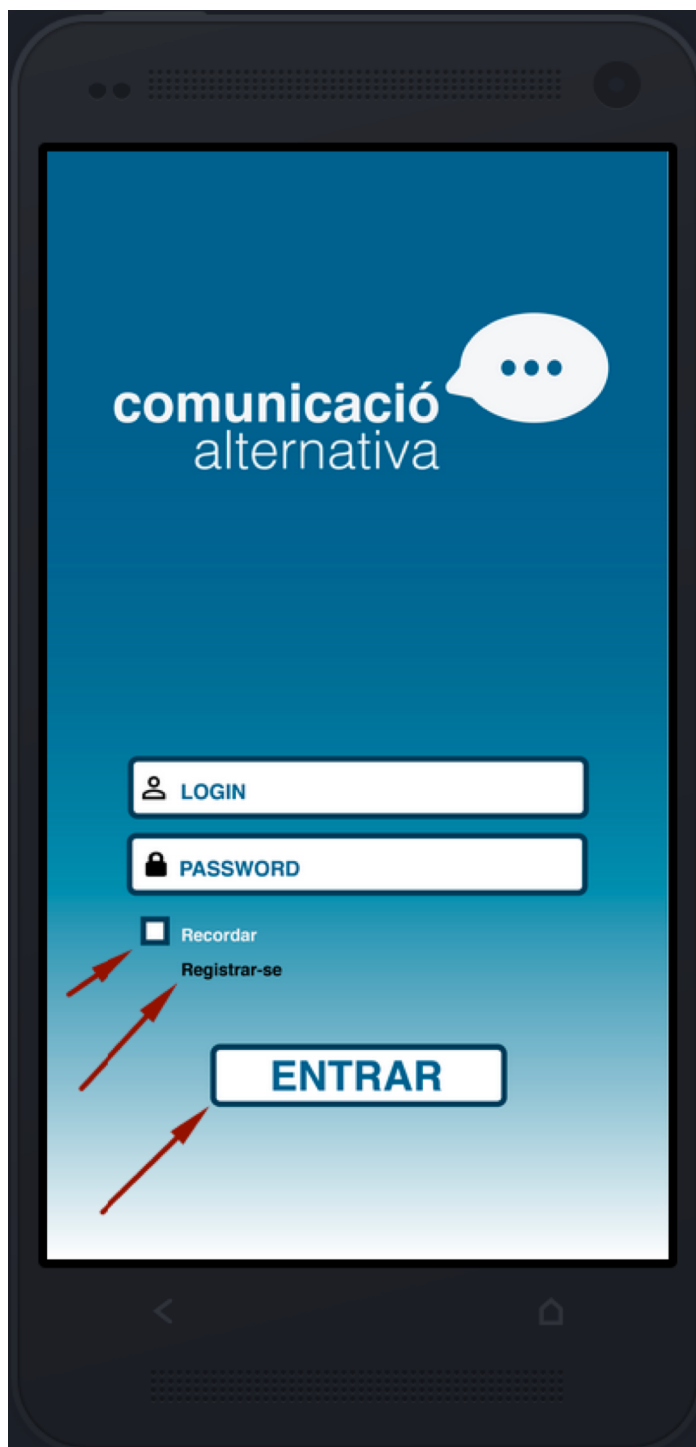 comunicació
alternativa
LOGIN
PASSWORD
Recordar
Registrar-se
ENTRAR